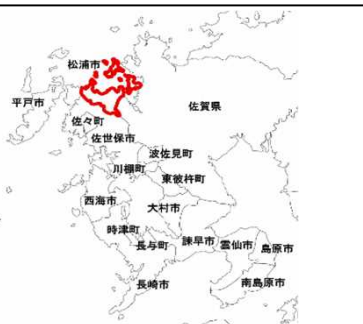 松浦市
平戸市
佐賀県
佐々町
佐世保市
波佐見町
川棚町
東彼杵町
西海市
大村市
時津町
長与町
諫早市
雲仙市
島原市
長崎市
南島原市